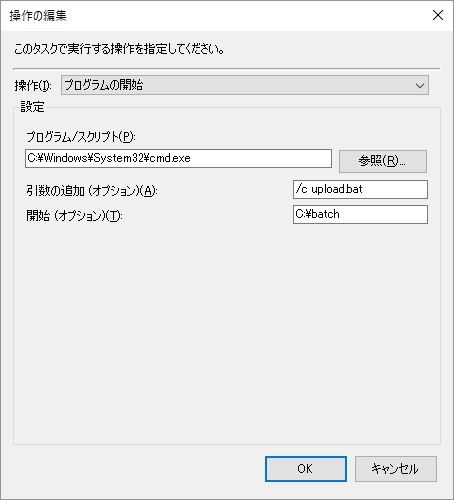 操作の編集
このタスクで実行する操作を指定してください。
操作(I): プログラムの開始
設定
プログラム/スクリプト(P):
C:¥Windows¥System32¥cmd.exe 参照(R)...
引数の追加 (オプション)(A): /c upload.bat
開始 (オプション)(T): C:¥batch
OK キャンセル